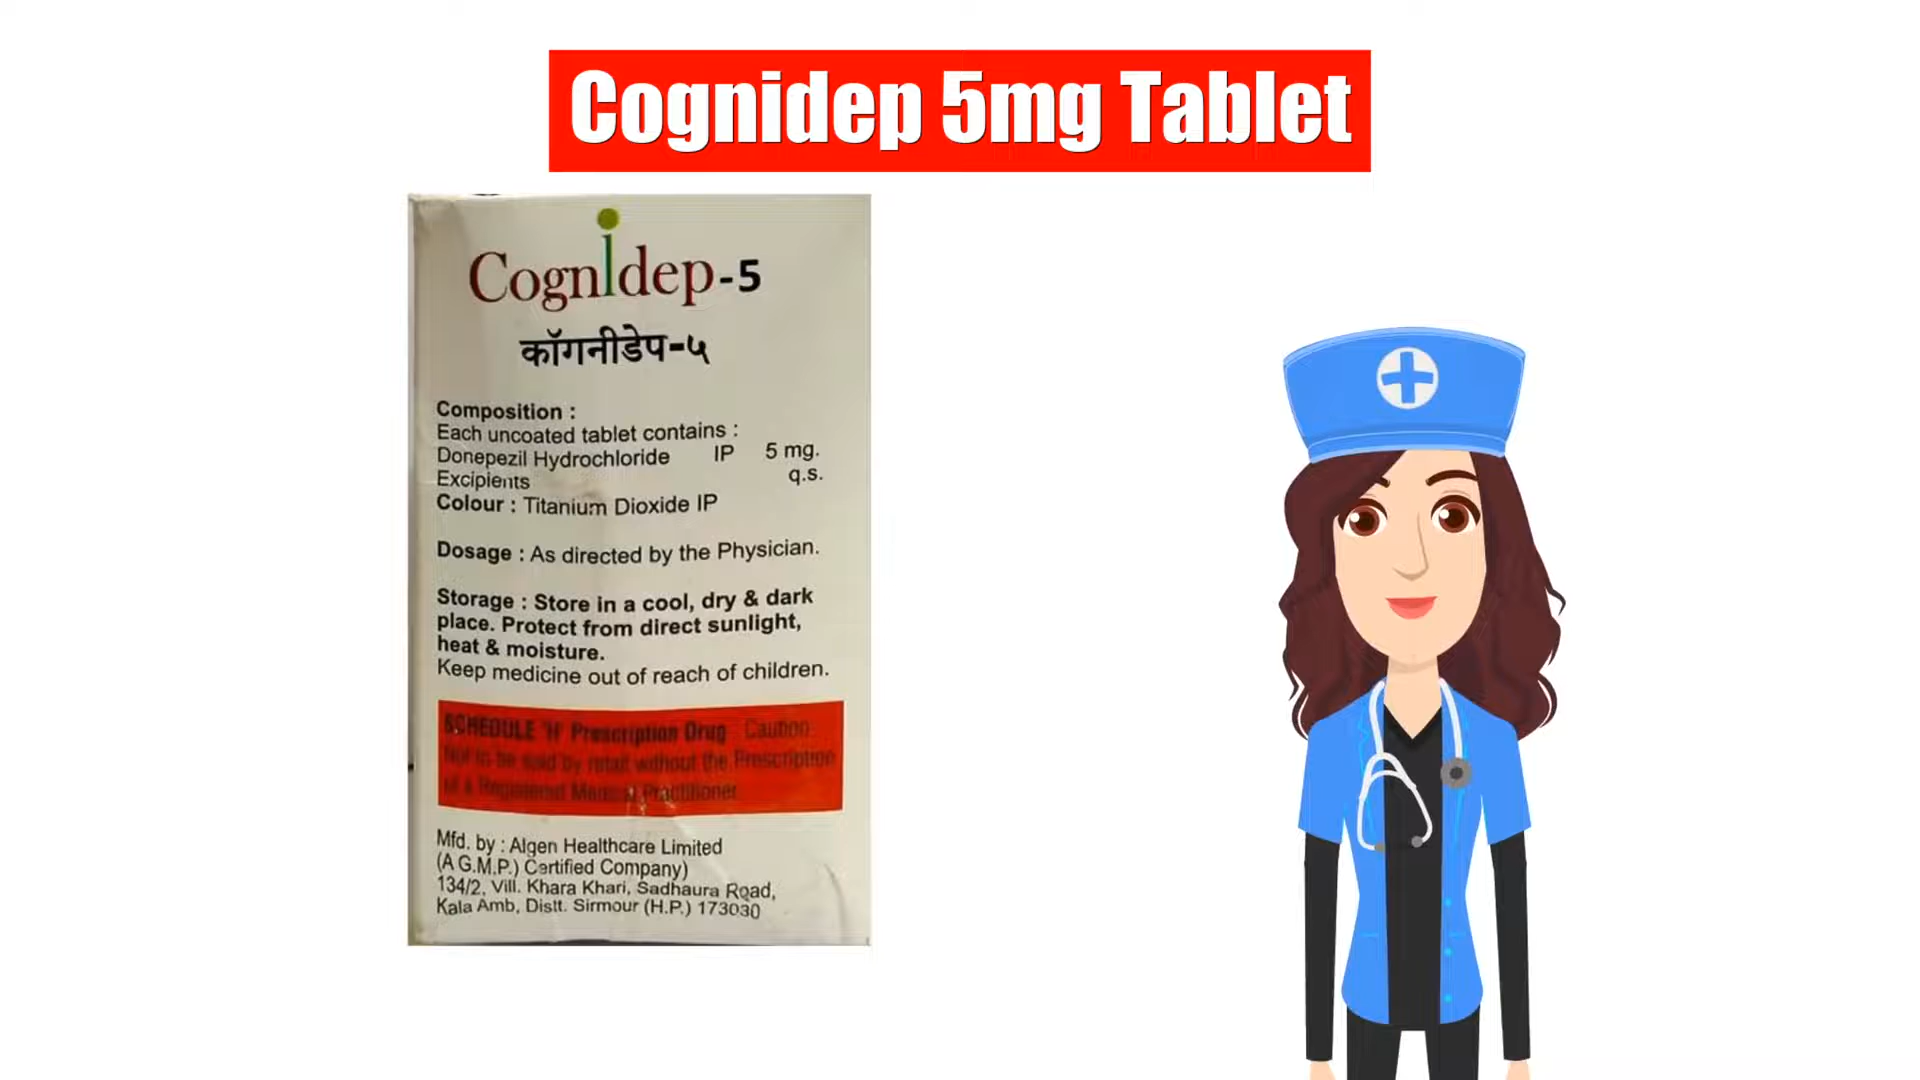 Cognidep 5mg Tablet
Cognidep-5
कॉगनीडेप-५
Composition :
Each uncoated tablet contains :
Donepezil Hydrochloride IP 5 mg.
Excipients q.s.
Colour : Titanium Dioxide IP
Dosage : As directed by the Physician.
Storage : Store in a cool, dry & dark
place. Protect from direct sunlight,
heat & moisture.
Keep medicine out of reach of children.
SCHEDULE 'H' Prescription Drug Caution
Not to be sold by retail without the Prescription
of a Registered Medical Practitioner
Mfd. by : Algen Healthcare Limited
(A G.M.P.) Certified Company)
134/2, Vill. Khara Khari, Sadhaura Road,
Kala Amb, Distt. Sirmour (H.P.) 173030